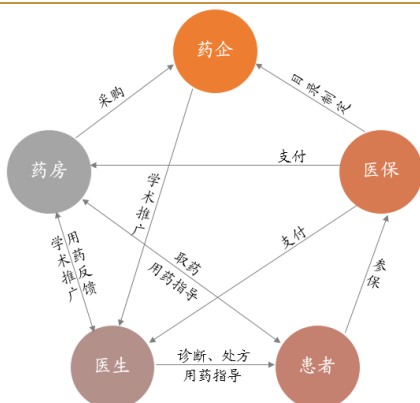 药企
采购
目录制定
药房
支付
医保
学术推广
支付
用药反馈
学术推广
取药
用药指导
参保
医生
诊断、处方
用药指导
患者